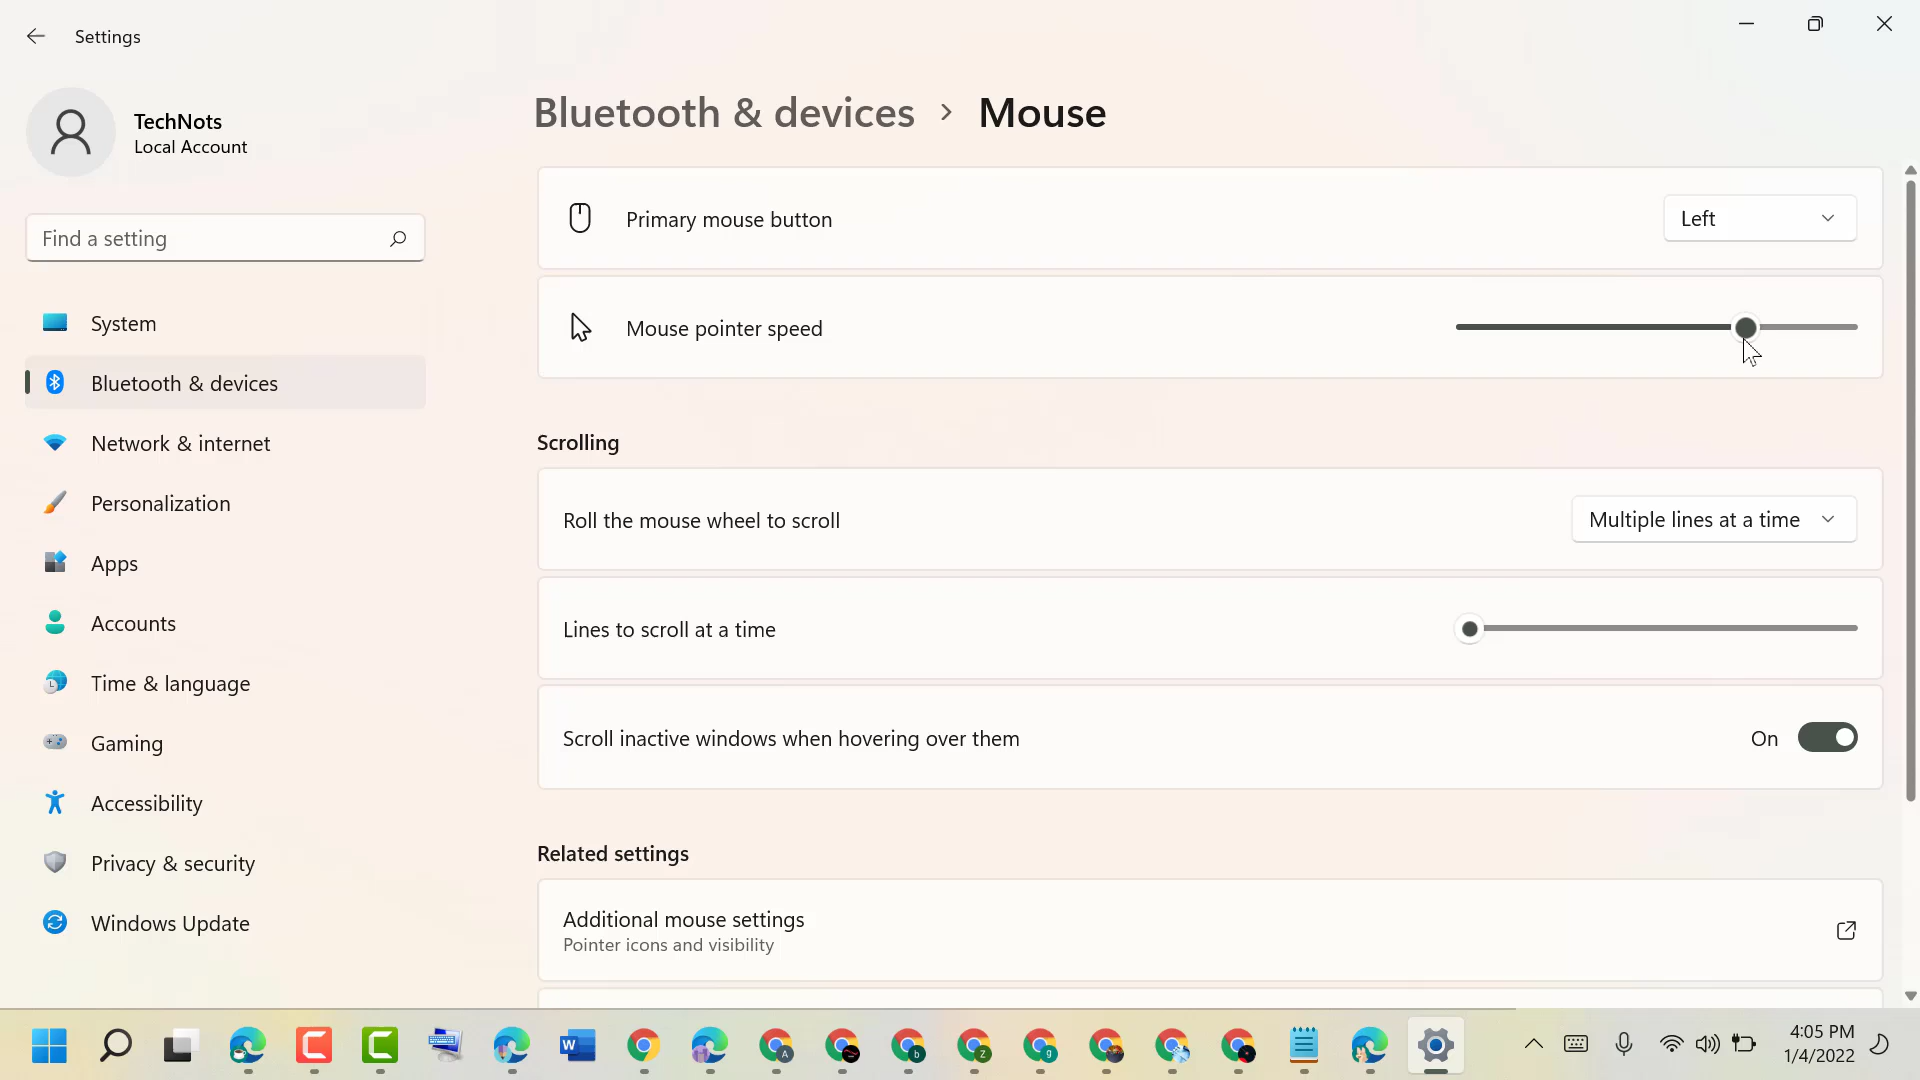 Settings
TechNots
Local Account
Find a setting
System
Bluetooth & devices
Network & internet
Personalization
Apps
Accounts
Time & language
Gaming
Accessibility
Privacy & security
Windows Update
Bluetooth & devices > Mouse
Primary mouse button
Left
Mouse pointer speed
Scrolling
Roll the mouse wheel to scroll
Multiple lines at a time
Lines to scroll at a time
Scroll inactive windows when hovering over them
On
Related settings
Additional mouse settings
Pointer icons and visibility
W
A
b
Z
g
4:05 PM
1/4/2022